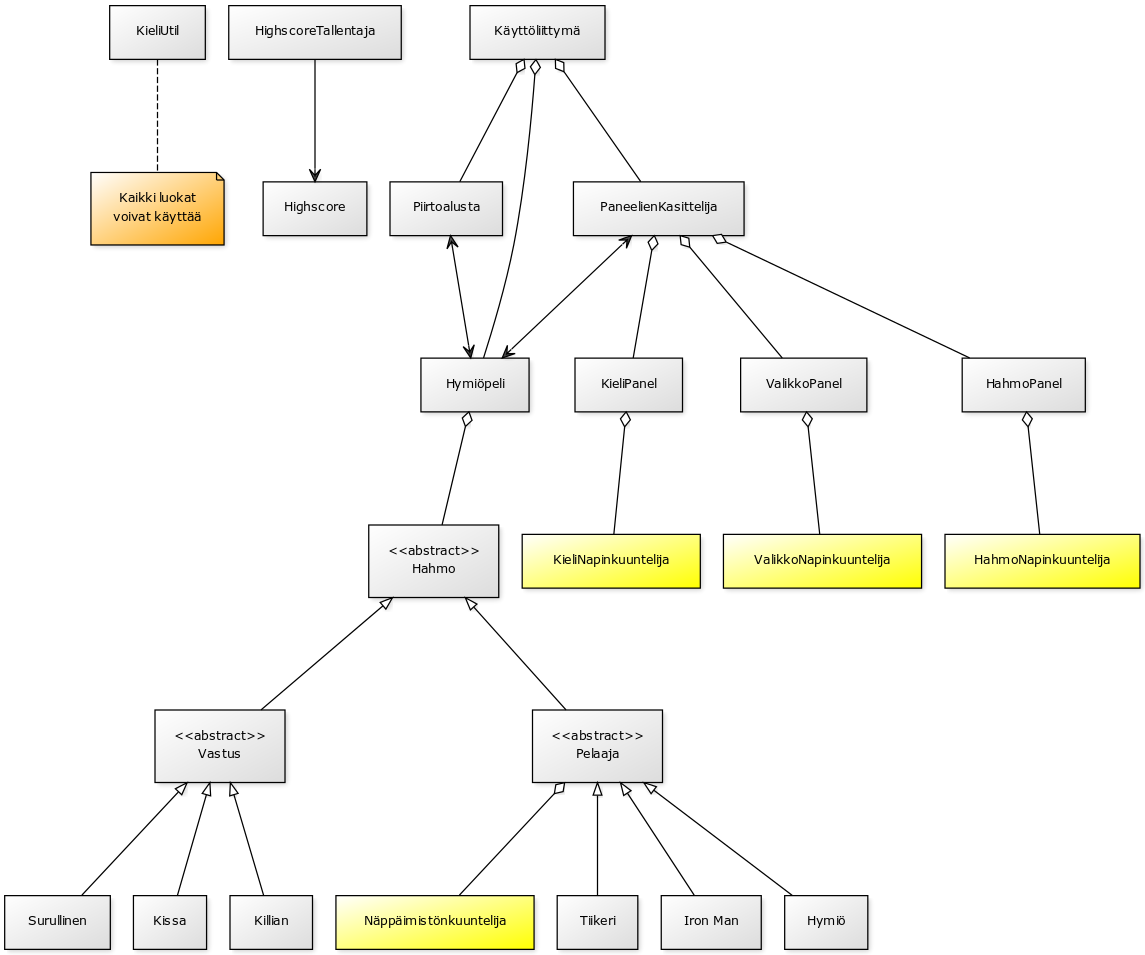 KieliUtil
HighscoreTallentaja
Käyttöliittymä
Kaikki luokat
voivat käyttää
Highscore
Piirtoalusta
PaneelienKasittelija
Hymiöpeli
KieliPanel
ValikkoPanel
HahmoPanel
<<abstract>>
Hahmo
KieliNapinkuuntelija
ValikkoNapinkuuntelija
HahmoNapinkuuntelija
<<abstract>>
Vastus
<<abstract>>
Pelaaja
Surullinen
Kissa
Killian
Näppäimistönkuuntelija
Tiikeri
Iron Man
Hymiö